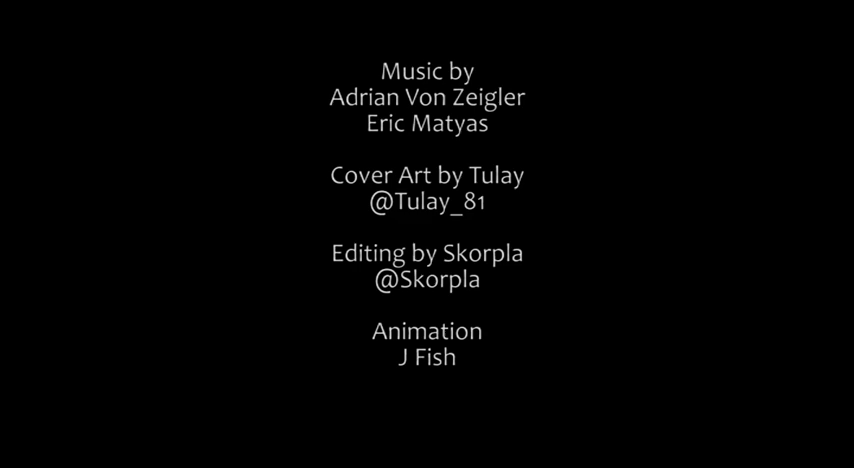 Music by
Adrian Von Zeigler
Eric Matyas
Cover Art by Tulay
@Tulay_81
Editing by Skorpla
@Skorpla
Animation
J Fish